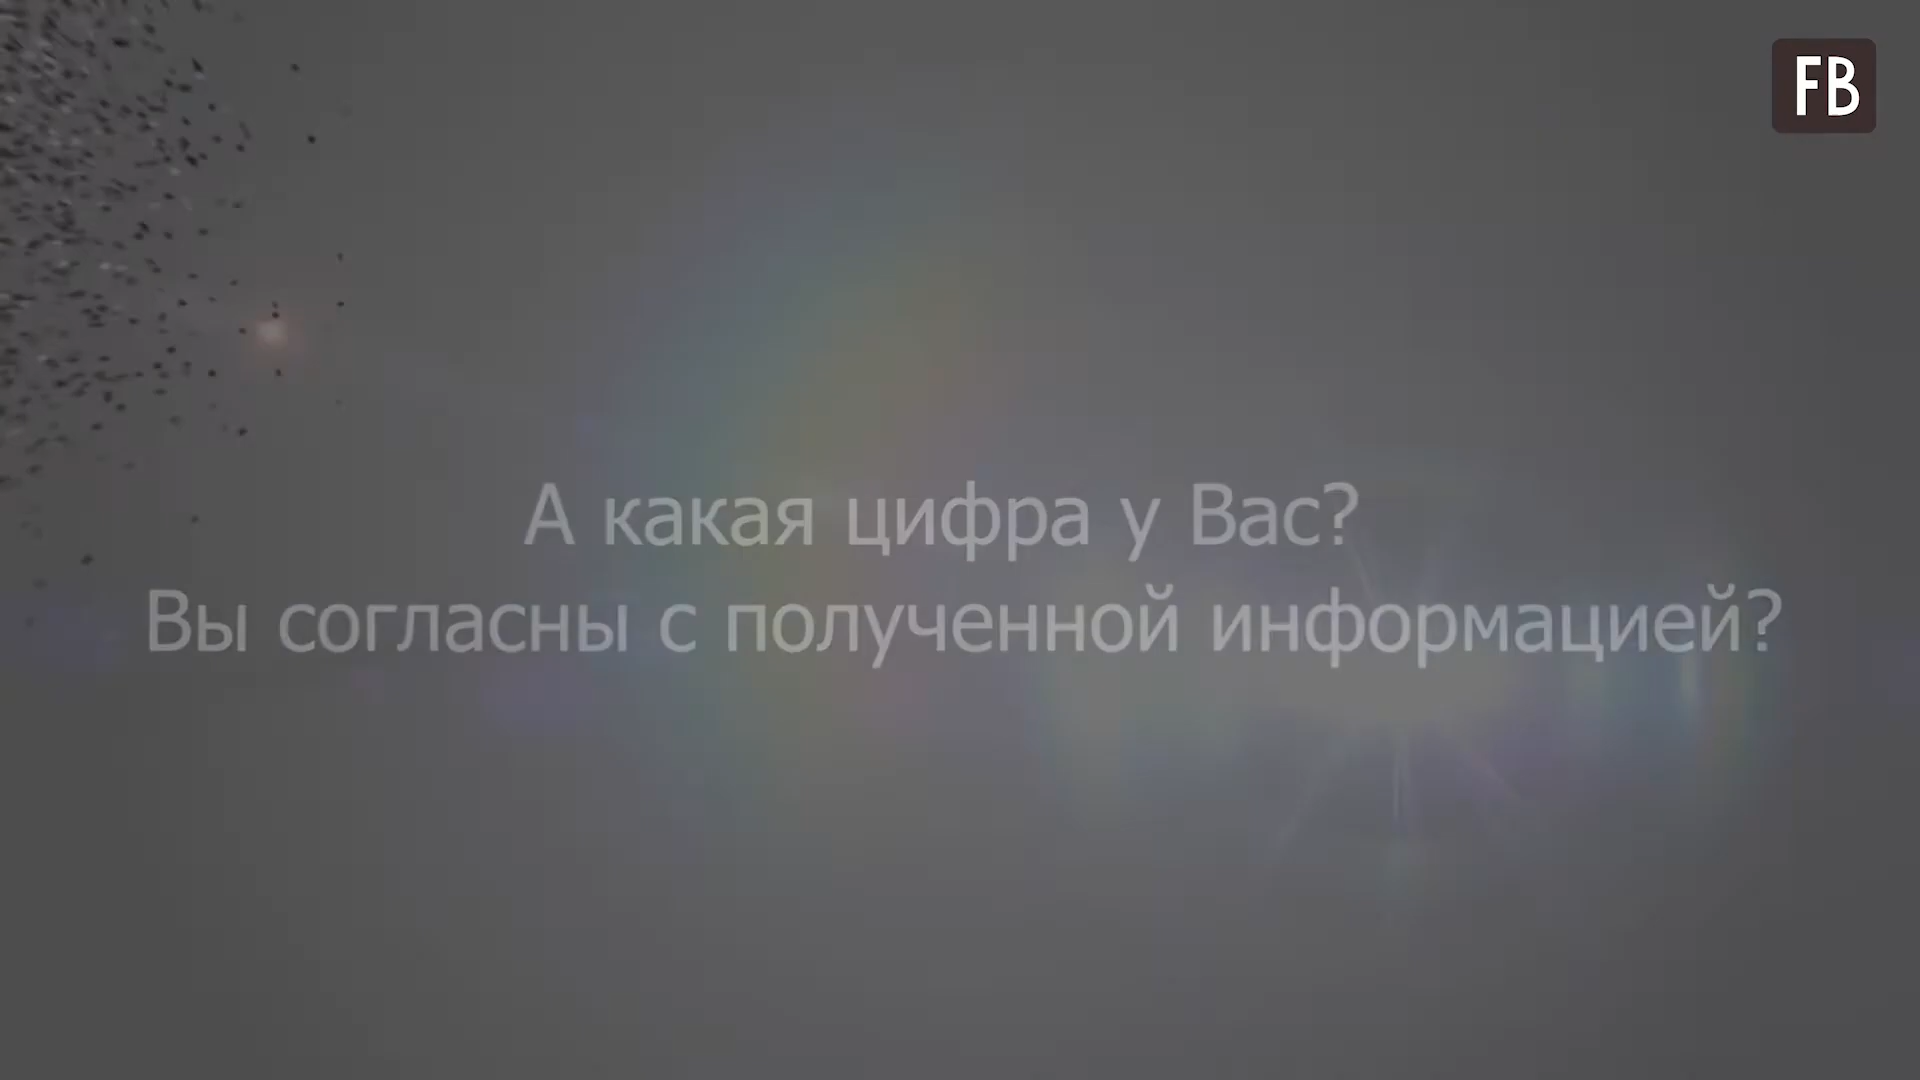 FB
А какая цифра у Вас?
Вы согласны с полученной информацией?